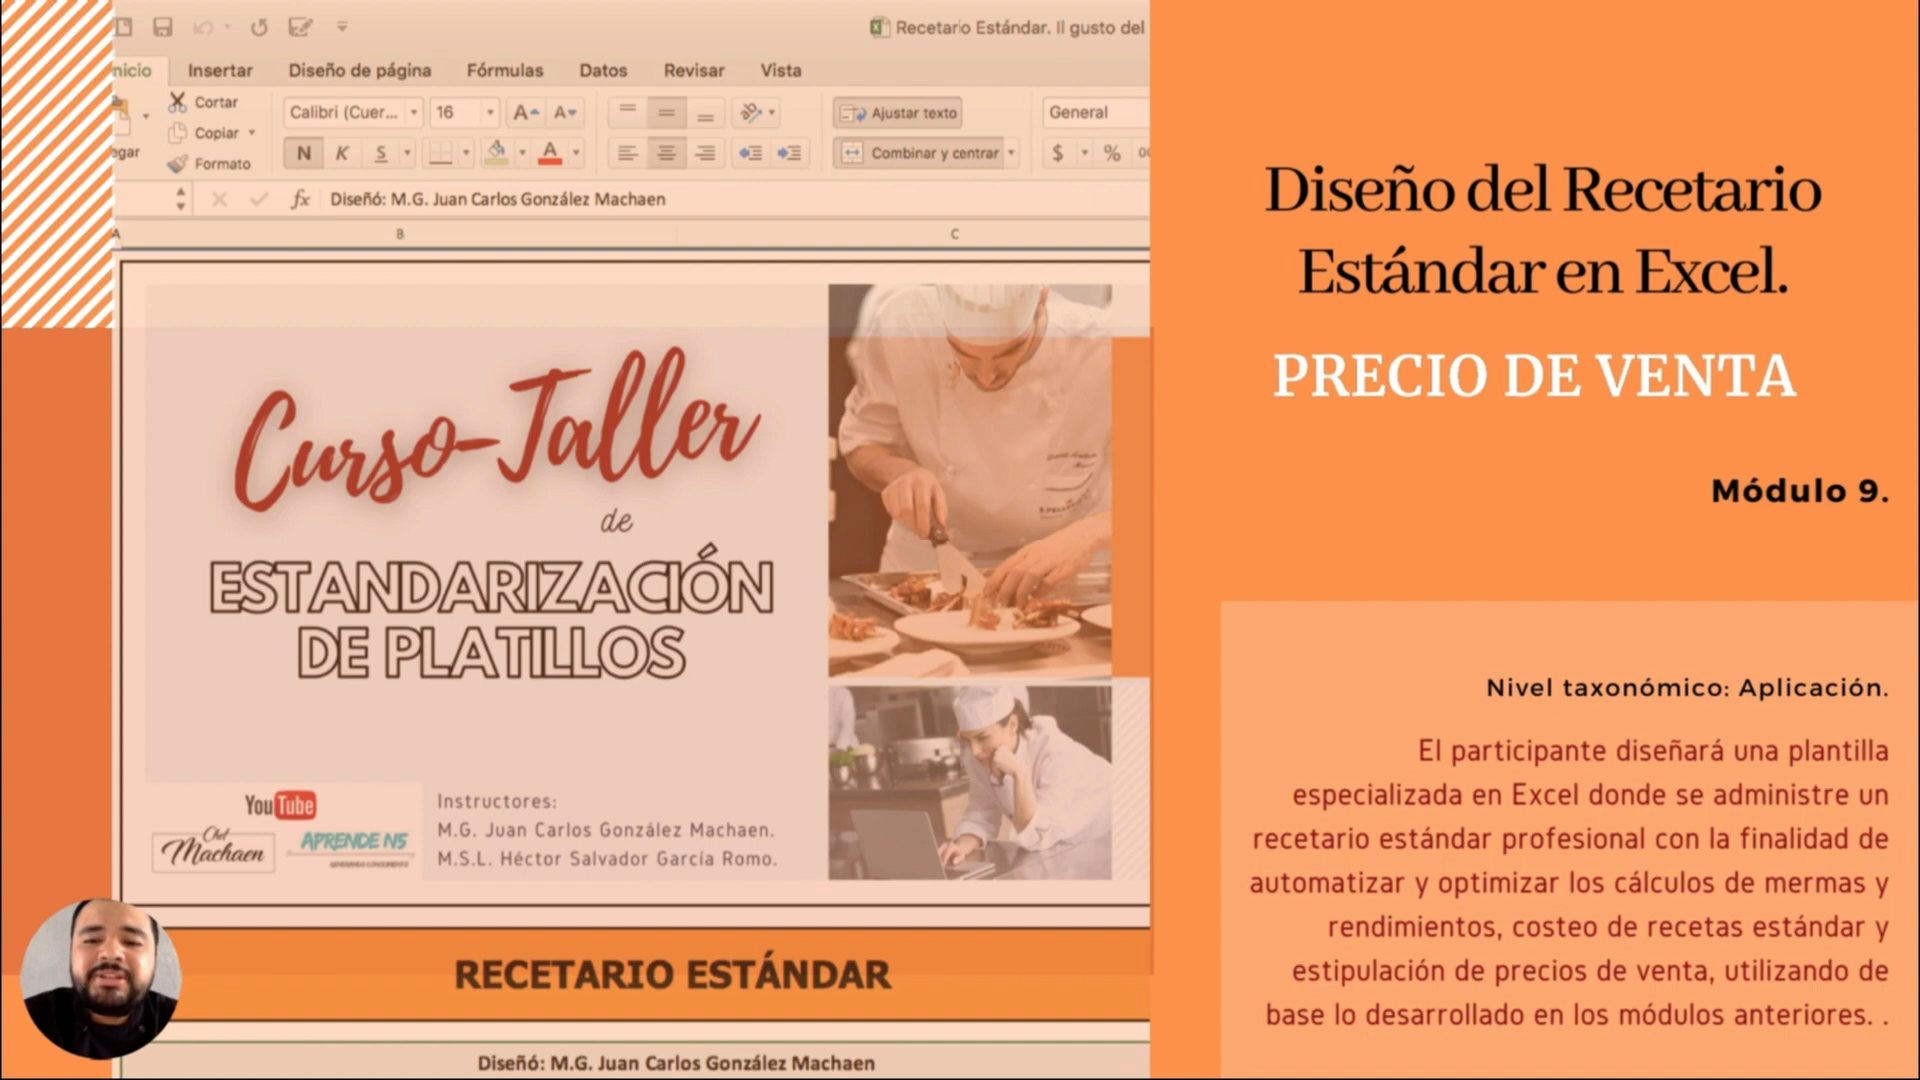 Recetario Estándar. Il gusto del
Inicio Insertar Diseño de página Fórmulas Datos Revisar Vista
Cortar
Copiar
Formato
Calibri (Cuer... 16
N K S
Ajustar texto
Combinar y centrar
General
$ %
fx Diseñó: M.G. Juan Carlos González Machaen
A B C
Curso-Taller
de
ESTANDARIZACIÓN
DE PLATILLOS
YouTube
Chef
Machaen
APRENDE N5
Instructores:
M.G. Juan Carlos González Machaen.
M.S.L. Héctor Salvador García Romo.
RECETARIO ESTÁNDAR
Diseñó: M.G. Juan Carlos González Machaen
Diseño del Recetario
Estándar en Excel.
PRECIO DE VENTA
Módulo 9.
Nivel taxonómico: Aplicación.
El participante diseñará una plantilla
especializada en Excel donde se administre un
recetario estándar profesional con la finalidad de
automatizar y optimizar los cálculos de mermas y
rendimientos, costeo de recetas estándar y
estipulación de precios de venta, utilizando de
base lo desarrollado en los módulos anteriores. .